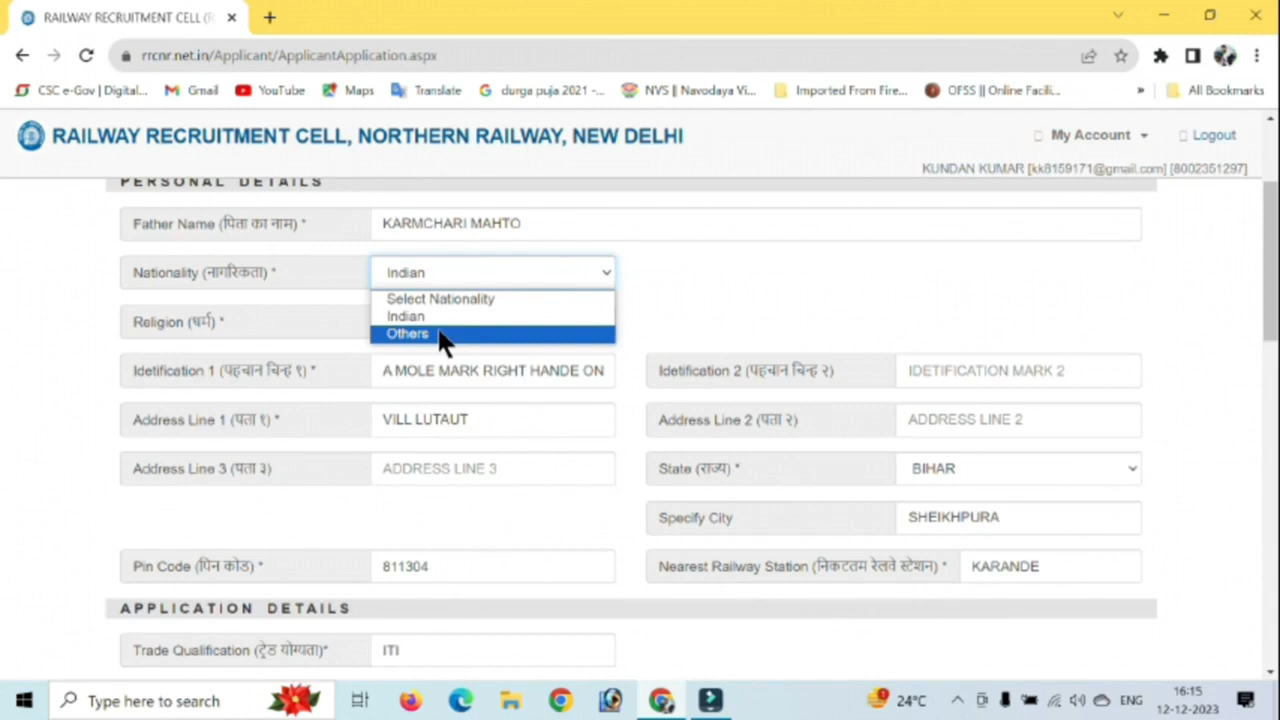 RAILWAY RECRUITMENT CELL (R
rrcnr.net.in/Applicant/ApplicantApplication.aspx
CSC e-Gov | Digital... Gmail YouTube Maps Translate durga puja 2021 -... NVS || Navodaya Vi... Imported From Fire... OFSS || Online Facili... » All Bookmarks
RAILWAY RECRUITMENT CELL, NORTHERN RAILWAY, NEW DELHI My Account Logout
KUNDAN KUMAR [kk8159171@gmail.com] [8002351297]
PERSONAL DETAILS
Father Name (पिता का नाम) * KARMCHARI MAHTO
Nationality (नागरिकता) * Indian
Select Nationality
Indian
Religion (धर्म) *
Others
Idetification 1 (पहचान चिन्ह १) * A MOLE MARK RIGHT HANDE ON Idetification 2 (पहचान चिन्ह २) IDETIFICATION MARK 2
Address Line 1 (पता १) * VILL LUTAUT Address Line 2 (पता २) ADDRESS LINE 2
Address Line 3 (पता ३) ADDRESS LINE 3 State (राज्य) * BIHAR
Specify City SHEIKHPURA
Pin Code (पिन कोड) * 811304 Nearest Railway Station (निकटतम रेलवे स्टेशन) * KARANDE
APPLICATION DETAILS
Trade Qualification (ट्रेड योग्यता)* ITI
Type here to search 24°C ENG 16:15
12-12-2023